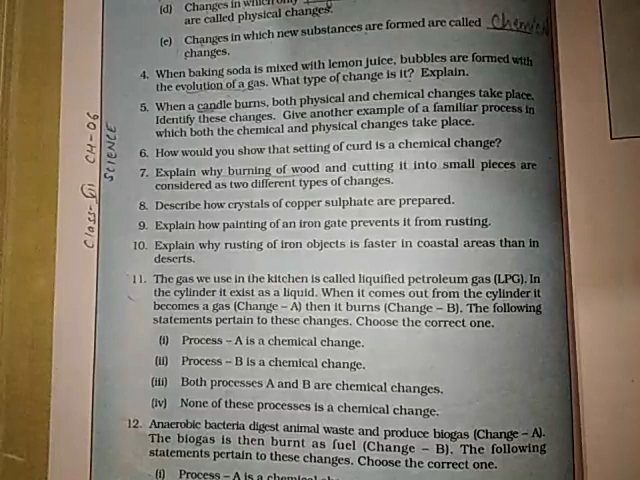 (d) Changes in which only
are called physical changes.
(e) Changes in which new substances are formed are called Chemical
changes.
4. When baking soda is mixed with lemon juice, bubbles are formed with
the evolution of a gas. What type of change is it? Explain.
5. When a candle burns, both physical and chemical changes take place.
Identify these changes. Give another example of a familiar process in
which both the chemical and physical changes take place.
6. How would you show that setting of curd is a chemical change?
7. Explain why burning of wood and cutting it into small pieces are
considered as two different types of changes.
8. Describe how crystals of copper sulphate are prepared.
9. Explain how painting of an iron gate prevents it from rusting.
10. Explain why rusting of iron objects is faster in coastal areas than in
deserts.
11. The gas we use in the kitchen is called liquified petroleum gas (LPG). In
the cylinder it exist as a liquid. When it comes out from the cylinder it
becomes a gas (Change – A) then it burns (Change – B). The following
statements pertain to these changes. Choose the correct one.
(i) Process – A is a chemical change.
(ii) Process – B is a chemical change.
(iii) Both processes A and B are chemical changes.
(iv) None of these processes is a chemical change.
12. Anaerobic bacteria digest animal waste and produce biogas (Change – A).
The biogas is then burnt as fuel (Change – B). The following
statements pertain to these changes. Choose the correct one.
(i) Process – A is a chemical
Class-VII CH-06
SCIENCE